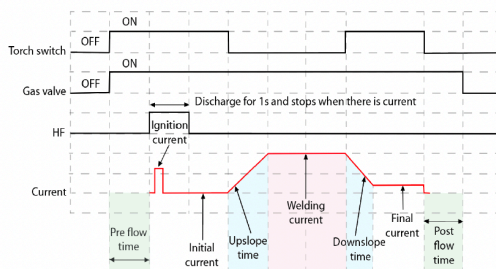 ON
Torch switch
OFF
ON
Gas valve
OFF
Discharge for 1s and stops when there is current
HF
Ignition
current
Current
Welding
current
Pre flow
time
Initial
current
Upslope
time
Downslope
time
Final
current
Post
flow
time